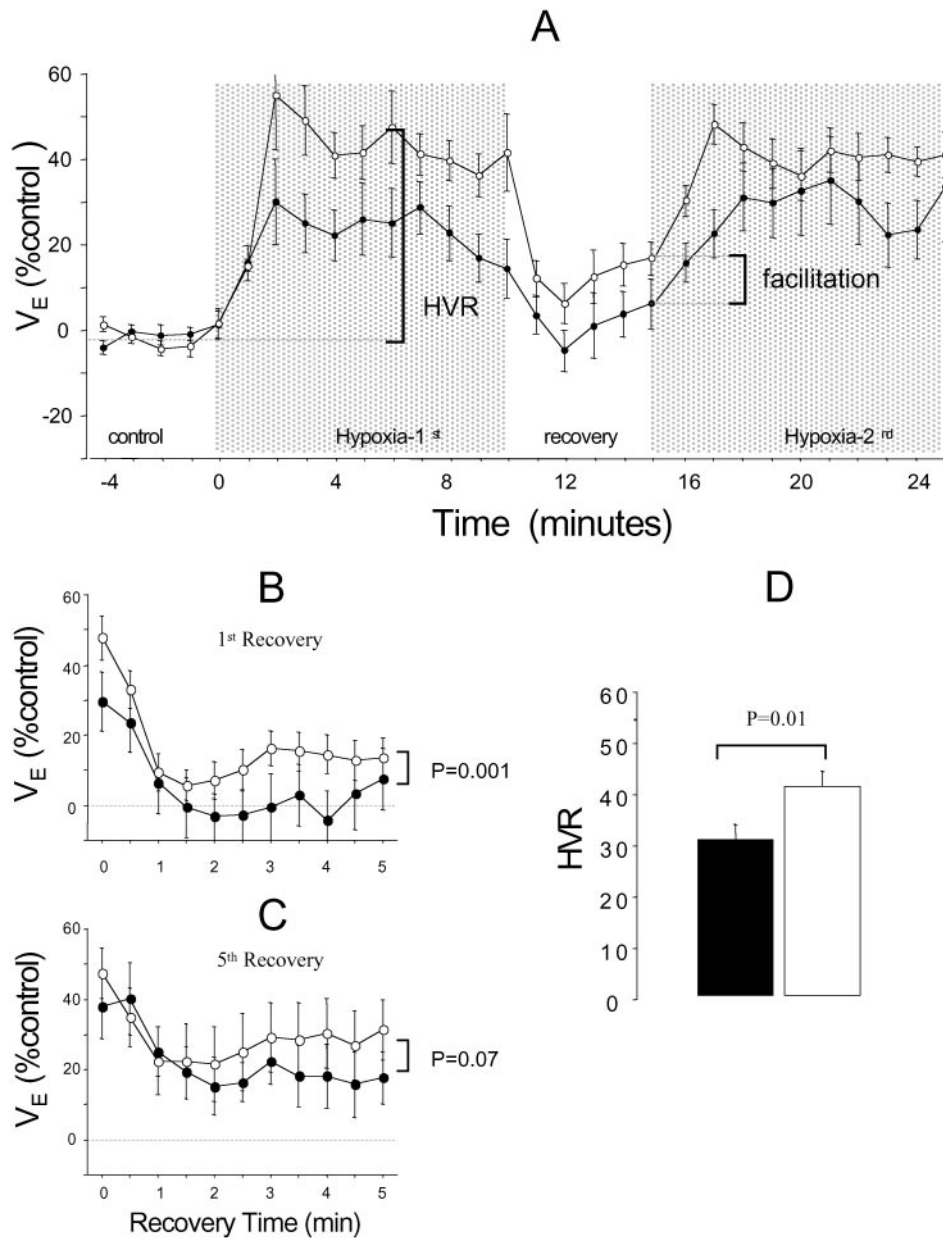 A
V_E (%control)
60
40
20
0
-20
HVR
facilitation
control
Hypoxia-1 st
recovery
Hypoxia-2 nd
-4 0 4 8 12 16 20 24
Time (minutes)
B
1st Recovery
V_E (%control)
60
40
20
0
P=0.001
0 1 2 3 4 5
C
5th Recovery
V_E (%control)
60
40
20
0
P=0.07
0 1 2 3 4 5
Recovery Time (min)
D
HVR
60
50
40
30
20
10
0
P=0.01